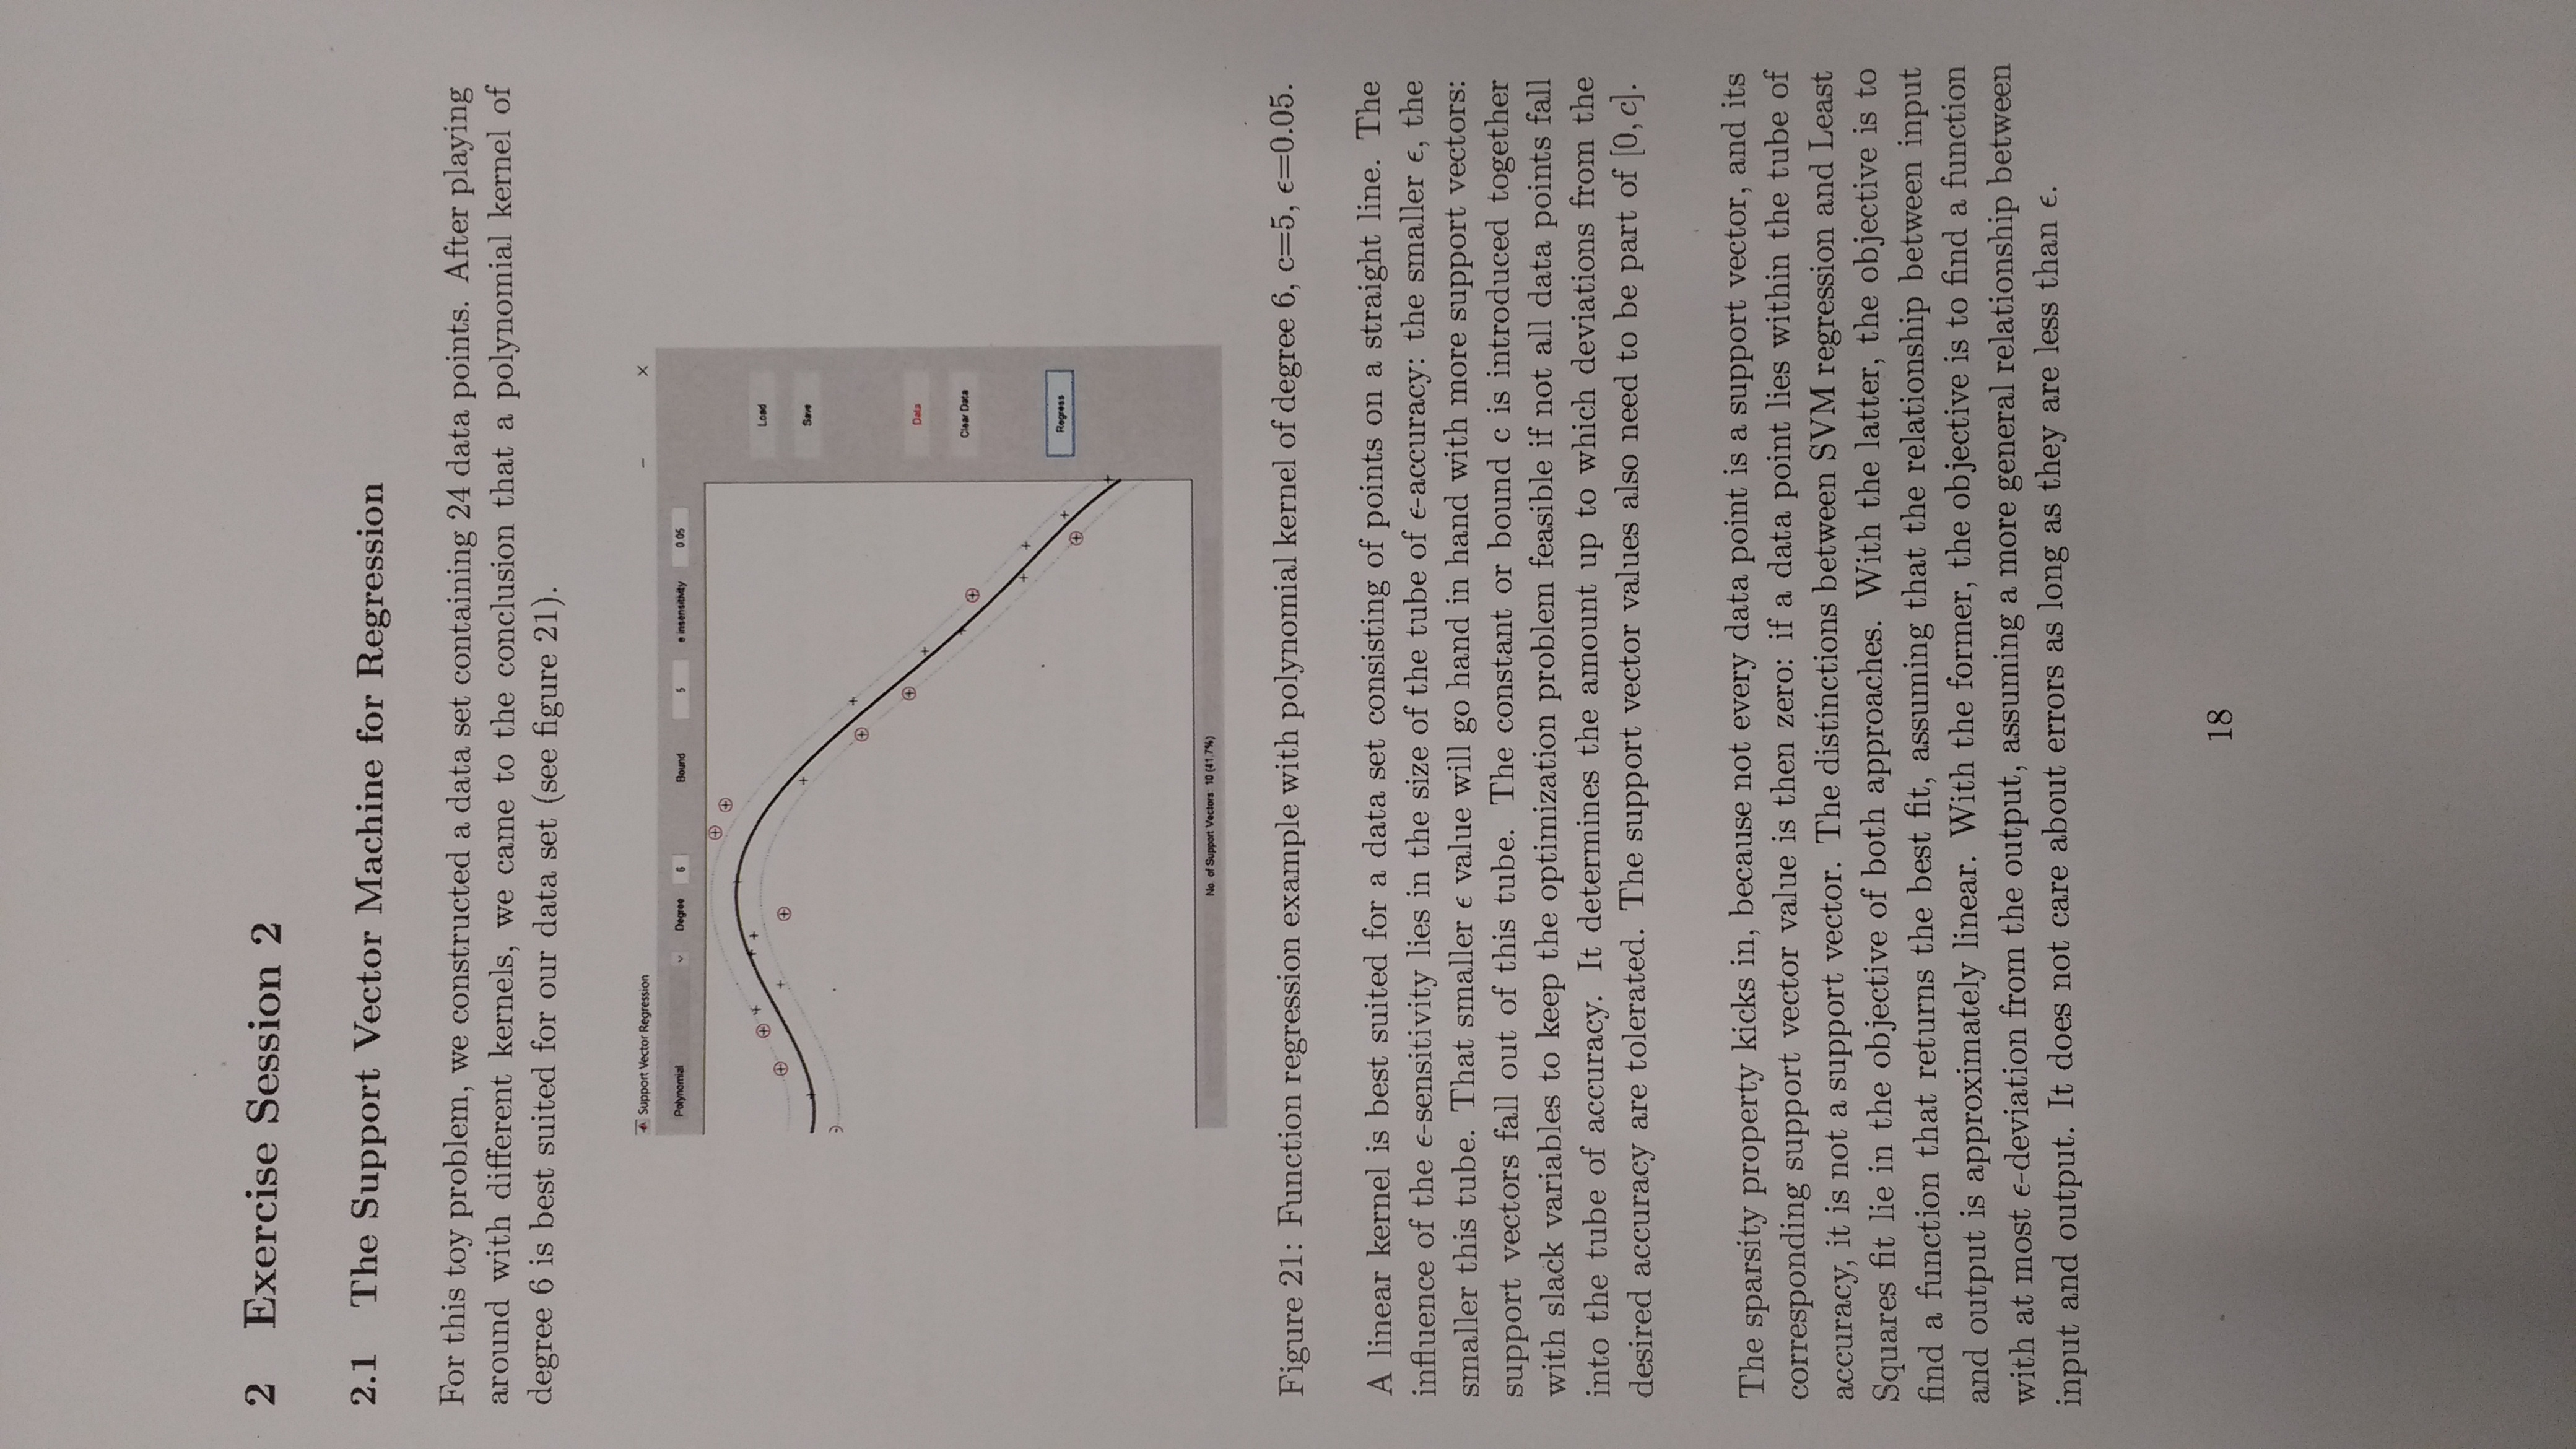 2 Exercise Session 2
2.1 The Support Vector Machine for Regression
For this toy problem, we constructed a data set containing 24 data points. After playing
around with different kernels, we came to the conclusion that a polynomial kernel of
degree 6 is best suited for our data set (see figure 21).
Support Vector Regression
Polynomial Degree 6 Bound 5 e insensitivity 0.05
Load
Save
Data
Clear Data
Regress
No. of Support Vectors: 10 (41.7%)
Figure 21: Function regression example with polynomial kernel of degree 6, c=5, ϵ=0.05.
A linear kernel is best suited for a data set consisting of points on a straight line. The
influence of the ϵ-sensitivity lies in the size of the tube of ϵ-accuracy: the smaller ϵ, the
smaller this tube. That smaller ϵ value will go hand in hand with more support vectors:
support vectors fall out of this tube. The constant or bound c is introduced together
with slack variables to keep the optimization problem feasible if not all data points fall
into the tube of accuracy. It determines the amount up to which deviations from the
desired accuracy are tolerated. The support vector values also need to be part of [0, c].
The sparsity property kicks in, because not every data point is a support vector, and its
corresponding support vector value is then zero: if a data point lies within the tube of
accuracy, it is not a support vector. The distinctions between SVM regression and Least
Squares fit lie in the objective of both approaches. With the latter, the objective is to
find a function that returns the best fit, assuming that the relationship between input
and output is approximately linear. With the former, the objective is to find a function
with at most ϵ-deviation from the output, assuming a more general relationship between
input and output. It does not care about errors as long as they are less than ϵ.
18